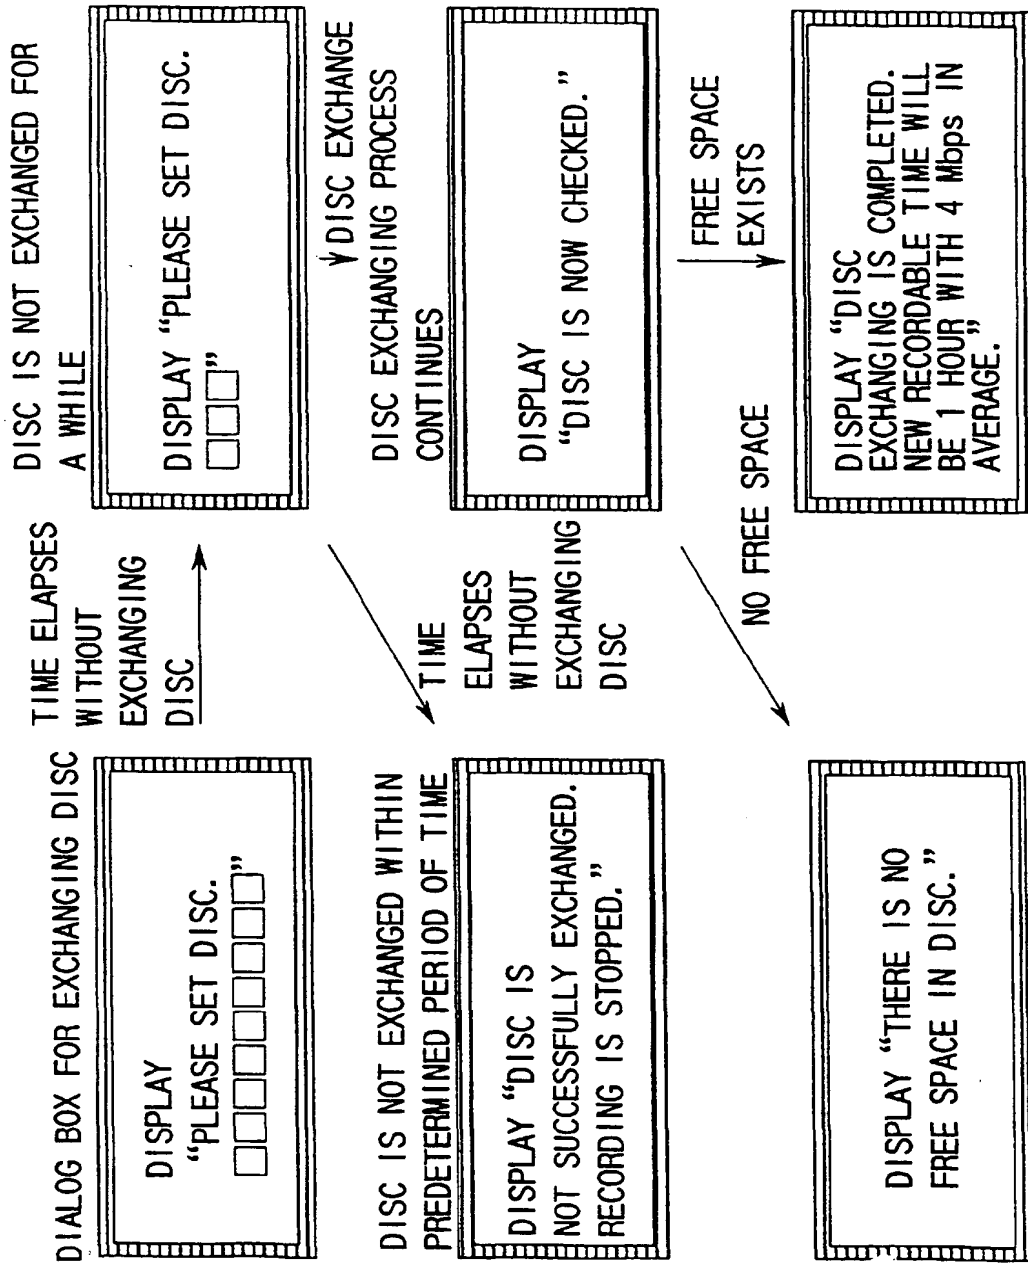 DIALOG BOX FOR EXCHANGING DISC
DISPLAY
“PLEASE SET DISC.
□□□□□□□□□”
TIME ELAPSES
WITHOUT
EXCHANGING
DISC
DISC IS NOT EXCHANGED FOR
A WHILE
DISPLAY “PLEASE SET DISC.
□□□”
DISC EXCHANGE
DISC IS NOT EXCHANGED WITHIN
PREDETERMINED PERIOD OF TIME
DISPLAY “DISC IS
NOT SUCCESSFULLY EXCHANGED.
RECORDING IS STOPPED.”
TIME
ELAPSES
WITHOUT
EXCHANGING
DISC
DISC EXCHANGING PROCESS
CONTINUES
DISPLAY
“DISC IS NOW CHECKED.”
FREE SPACE
EXISTS
NO FREE SPACE
DISPLAY “THERE IS NO
FREE SPACE IN DISC.”
DISPLAY “DISC
EXCHANGING IS COMPLETED.
NEW RECORDABLE TIME WILL
BE 1 HOUR WITH 4 Mbps IN
AVERAGE.”